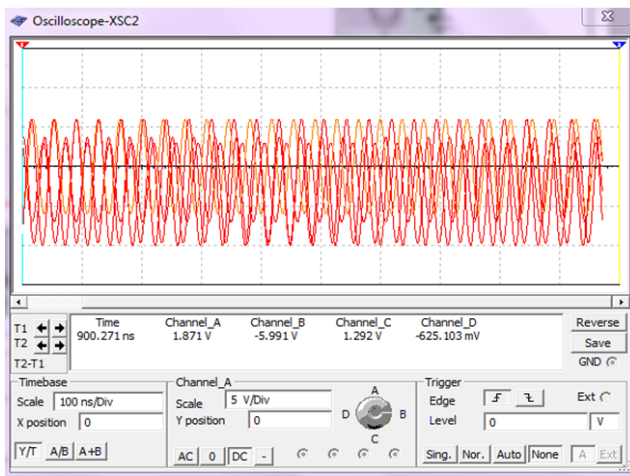 Oscilloscope-XSC2
Time Channel_A Channel_B Channel_C Channel_D
T1 900.271 ns 1.871 V -5.991 V 1.292 V -625.103 mV
T2
T2-T1
Reverse
Save
GND
Timebase
Scale 100 ns/Div
X position 0
Y/T A/B A+B
Channel_A
Scale 5 V/Div
Y position 0
AC 0 DC -
A
D B
C
Trigger
Edge Ext
Level 0 V
Sing. Nor. Auto None A Ext